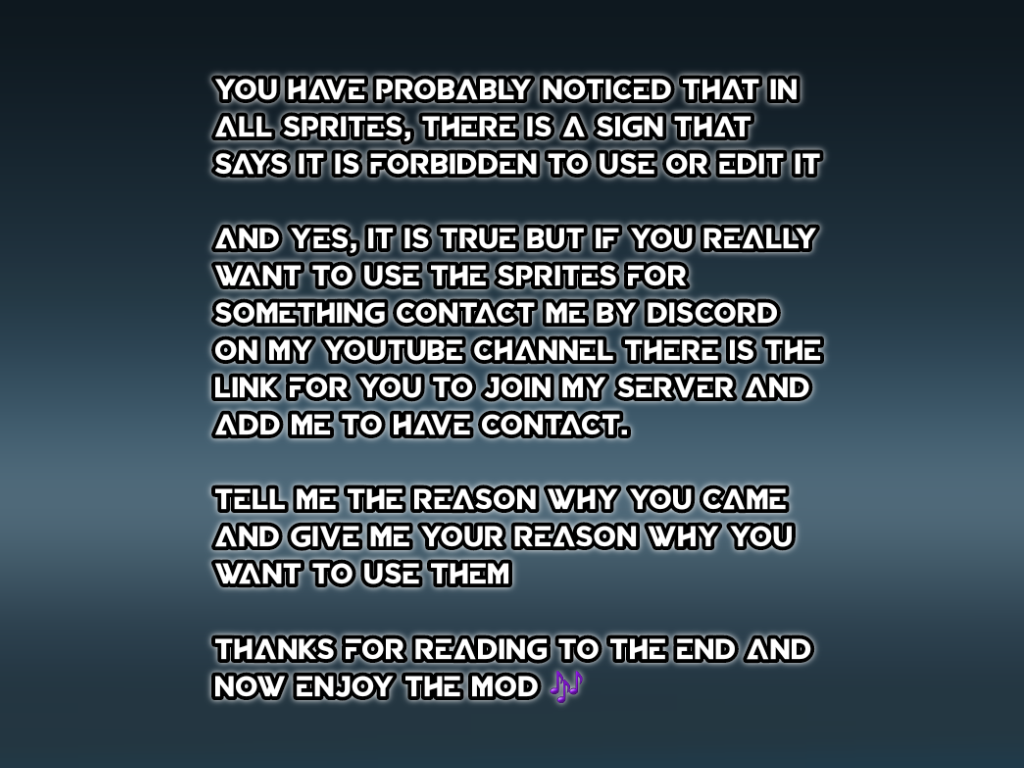 YOU HAVE PROBABLY NOTICED THAT IN
ALL SPRITES, THERE IS A SIGN THAT
SAYS IT IS FORBIDDEN TO USE OR EDIT IT
AND YES, IT IS TRUE BUT IF YOU REALLY
WANT TO USE THE SPRITES FOR
SOMETHING CONTACT ME BY DISCORD
ON MY YOUTUBE CHANNEL THERE IS THE
LINK FOR YOU TO JOIN MY SERVER AND
ADD ME TO HAVE CONTACT.
TELL ME THE REASON WHY YOU CAME
AND GIVE ME YOUR REASON WHY YOU
WANT TO USE THEM
THANKS FOR READING TO THE END AND
NOW ENJOY THE MOD 🎶